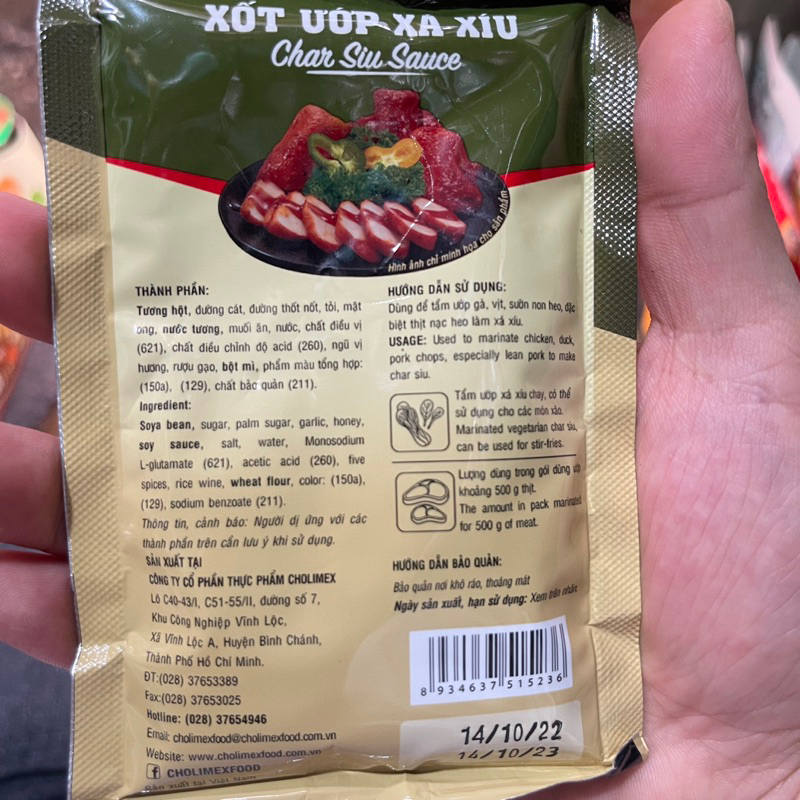 XỐT ƯỚP XÁ XÍU
Char Siu Sauce
Hình ảnh chỉ minh họa cho sản phẩm
THÀNH PHẦN:
Tương hột, đường cát, đường thốt nốt, tỏi, mật
ong, nước tương, muối ăn, nước, chất điều vị
(621), chất điều chỉnh độ acid (260), ngũ vị
hương, rượu gạo, bột mì, phẩm màu tổng hợp:
(150a), (129), chất bảo quản (211).
Ingredient:
Soya bean, sugar, palm sugar, garlic, honey,
soy sauce, salt, water, Monosodium
L-glutamate (621), acetic acid (260), five
spices, rice wine, wheat flour, color: (150a),
(129), sodium benzoate (211).
Thông tin, cảnh báo: Người dị ứng với các
thành phần trên cần lưu ý khi sử dụng.
SẢN XUẤT TẠI
CÔNG TY CỔ PHẦN THỰC PHẨM CHOLIMEX
Lô C40-43/I, C51-55/II, đường số 7,
Khu Công Nghiệp Vĩnh Lộc,
Xã Vĩnh Lộc A, Huyện Bình Chánh,
Thành Phố Hồ Chí Minh.
ĐT:(028) 37653389
Fax:(028) 37653025
Hotline: (028) 37654946
Email: cholimexfood@cholimexfood.com.vn
Website: www.cholimexfood.com.vn
CHOLIMEXFOOD
Sản xuất tại Việt Nam
HƯỚNG DẪN SỬ DỤNG:
Dùng để tẩm ướp gà, vịt, sườn non heo, đặc
biệt thịt nạc heo làm xá xíu.
USAGE: Used to marinate chicken, duck,
pork chops, especially lean pork to make
char siu.
Tẩm ướp xá xíu chay, có thể
sử dụng cho các món xào.
Marinated vegetarian char siu,
can be used for stir-fries.
Lượng dùng trong gói dùng ướp
khoảng 500 g thịt.
The amount in pack marinated
for 500 g of meat.
HƯỚNG DẪN BẢO QUẢN:
Bảo quản nơi khô ráo, thoáng mát
Ngày sản xuất, hạn sử dụng: Xem trên nhãn.
8 934637 515236
14/10/22
14/10/23